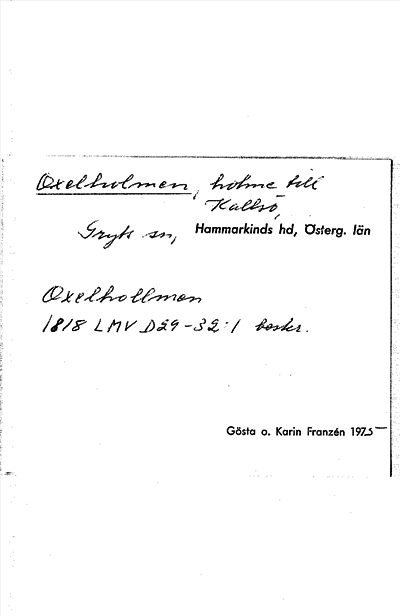 Oxelholmen, holme till
Kallsö,
Gryts sn, Hammarkinds hd, Österg. län
Oxelhollmen
1818 LMV D29-32:1 beskr.
Gösta o. Karin Franzén 1975